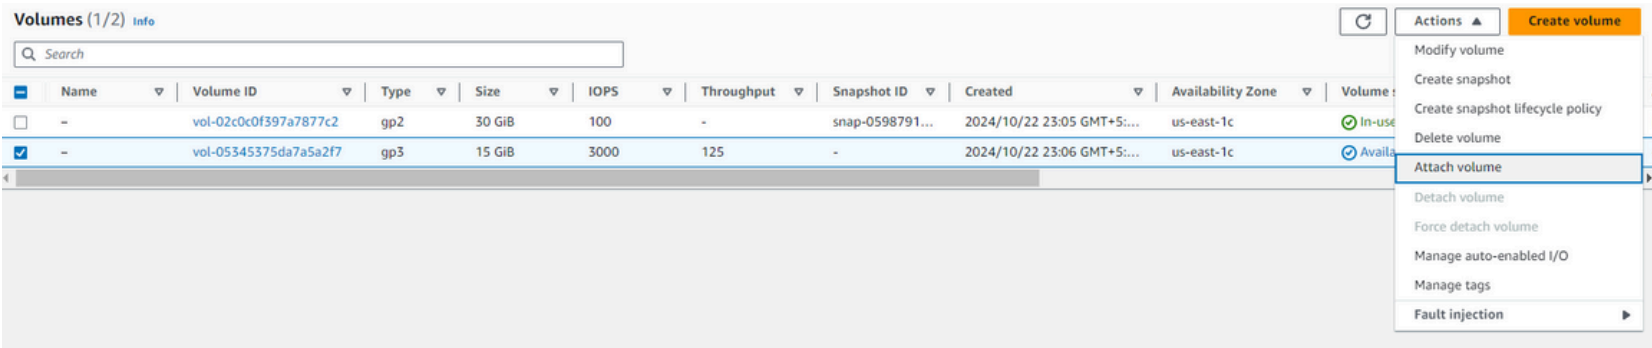 Volumes (1/2) Info
Actions
Create volume
Search
Name Volume ID Type Size IOPS Throughput Snapshot ID Created Availability Zone Volume
– vol-02c0c0f397a7877c2 gp2 30 GiB 100 - snap-0598791... 2024/10/22 23:05 GMT+5:... us-east-1c In-use
– vol-05345375da7a5a2f7 gp3 15 GiB 3000 125 - 2024/10/22 23:06 GMT+5:... us-east-1c Availa
Modify volume
Create snapshot
Create snapshot lifecycle policy
Delete volume
Attach volume
Detach volume
Force detach volume
Manage auto-enabled I/O
Manage tags
Fault injection